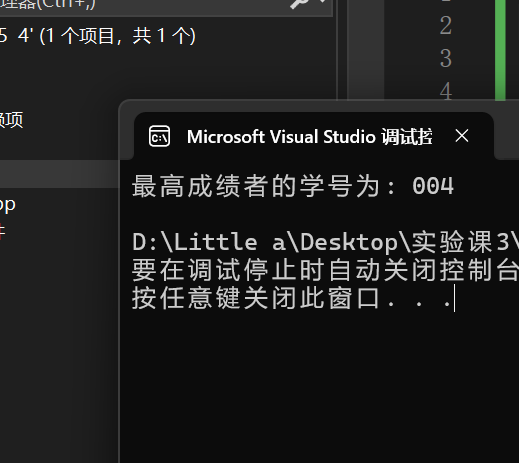 理器(Ctrl+;)
5 4' (1 个项目，共 1 个)
项
op
1
2
3
4
Microsoft Visual Studio 调试控
最高成绩者的学号为: 004
D:\Little a\Desktop\实验课3\
要在调试停止时自动关闭控制台
按任意键关闭此窗口. . .